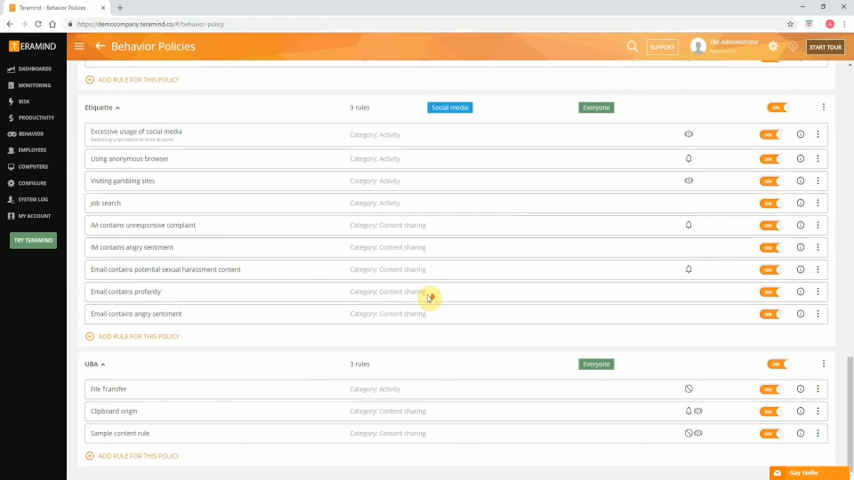 Teramind - Behavior Policies
https://democompany.teramind.co/#/behavior-policy
TERAMIND
Behavior Policies
SUPPORT
The Administrator
START TOUR
DASHBOARDS
MONITORING
RISK
PRODUCTIVITY
BEHAVIOR
EMPLOYEES
COMPUTERS
CONFIGURE
SYSTEM LOG
MY ACCOUNT
TRY TERAMIND
ADD RULE FOR THIS POLICY
Etiquette 9 rules Social media Everyone ON
Excessive usage of social media Category: Activity ON
Reducing unproductive time at work.
Using anonymous browser Category: Activity ON
Visiting gambling sites Category: Activity ON
Job search Category: Activity ON
IM contains unresponsive complaint Category: Content sharing ON
IM contains angry sentiment Category: Content sharing ON
Email contains potential sexual harassment content Category: Content sharing ON
Email contains profanity Category: Content sharing ON
Email contains angry sentiment Category: Content sharing ON
ADD RULE FOR THIS POLICY
UBA 3 rules Everyone ON
File Transfer Category: Activity ON
Clipboard origin Category: Content sharing ON
Sample content rule Category: Content sharing ON
ADD RULE FOR THIS POLICY
Say Hello